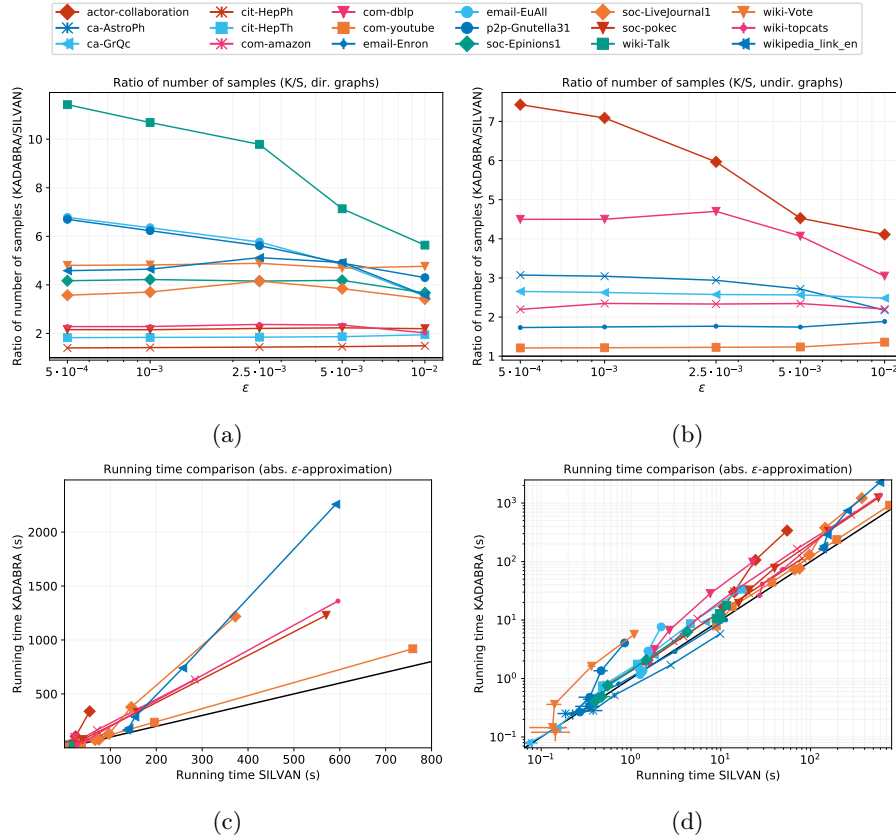 actor-collaboration cit-HepPh com-dblp email-EuAll soc-LiveJournal1 wiki-Vote
ca-AstroPh cit-HepTh com-youtube p2p-Gnutella31 soc-pokec wiki-topcats
ca-GrQc com-amazon email-Enron soc-Epinions1 wiki-Talk wikipedia_link_en
Ratio of number of samples (K/S, dir. graphs)
Ratio of number of samples (KADABRA/SILVAN)
10
8
6
4
2
5·10⁻⁴ 10⁻³ 2.5·10⁻³ 5·10⁻³ 10⁻²
ε
(a)
Ratio of number of samples (K/S, undir. graphs)
Ratio of number of samples (KADABRA/SILVAN)
7
6
5
4
3
2
1
5·10⁻⁴ 10⁻³ 2.5·10⁻³ 5·10⁻³ 10⁻²
ε
(b)
Running time comparison (abs. ε-approximation)
Running time KADABRA (s)
2000
1500
1000
500
100 200 300 400 500 600 700 800
Running time SILVAN (s)
(c)
Running time comparison (abs. ε-approximation)
Running time KADABRA (s)
10³
10²
10¹
10⁰
10⁻¹
10⁻¹ 10⁰ 10¹ 10²
Running time SILVAN (s)
(d)